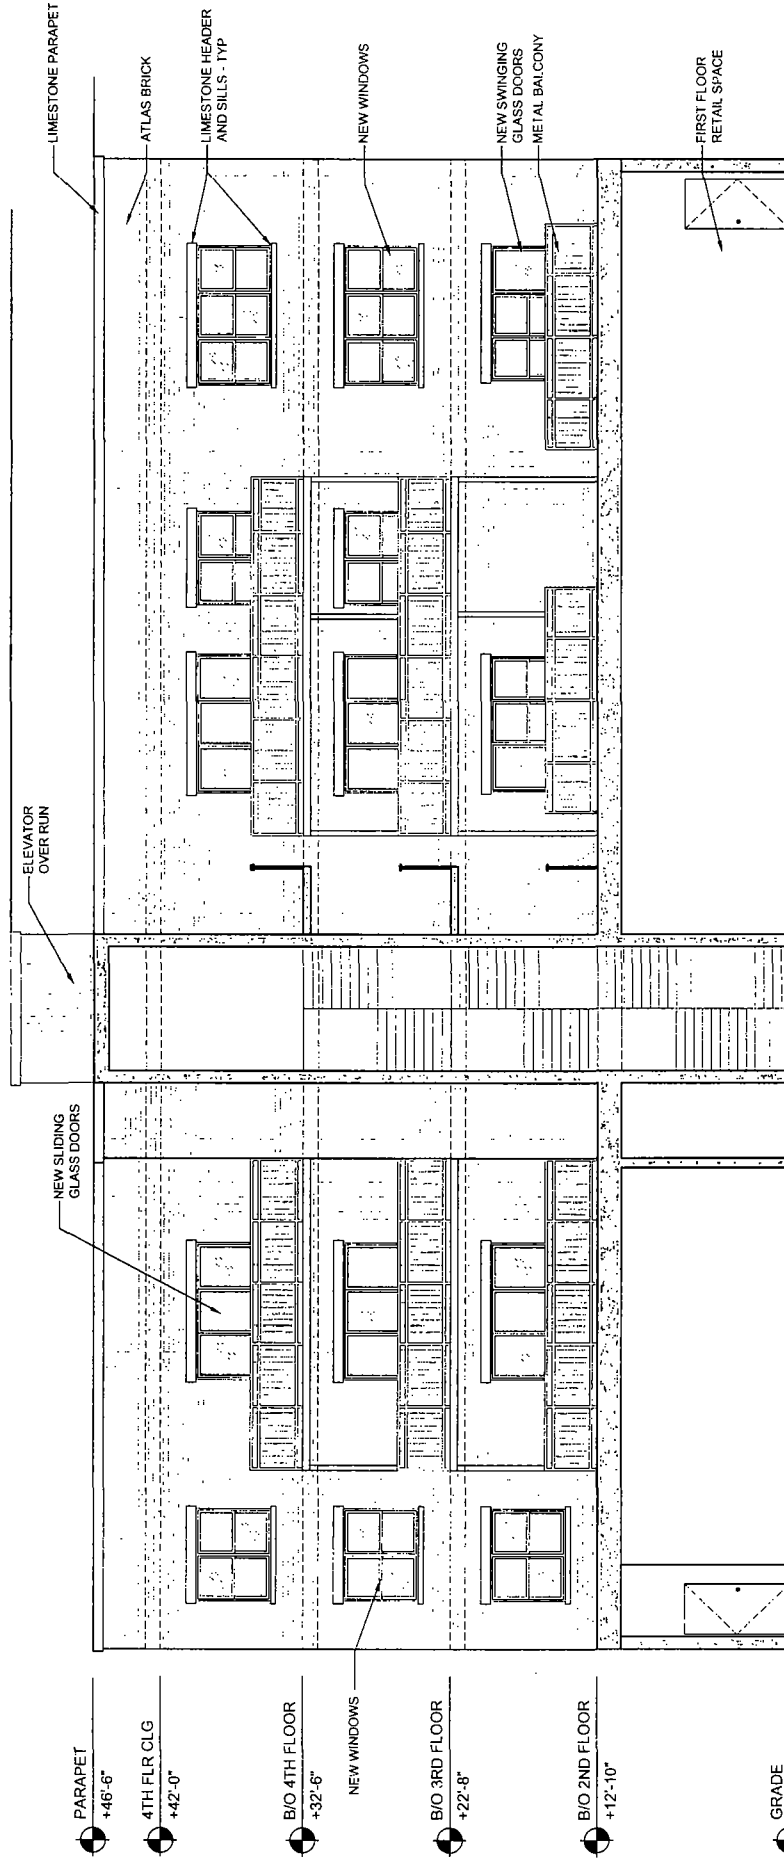 LIMESTONE PARAPET
ATLAS BRICK
LIMESTONE HEADER
AND SILLS - TYP
NEW WINDOWS
NEW SWINGING
GLASS DOORS
METAL BALCONY
FIRST FLOOR
RETAIL SPACE
ELEVATOR
OVER RUN
NEW SLIDING
GLASS DOORS
NEW WINDOWS
PARAPET
+46'-6"
4TH FLR CLG
+42'-0"
B/O 4TH FLOOR
+32'-6"
B/O 3RD FLOOR
+22'-8"
B/O 2ND FLOOR
+12'-10"
GRADE